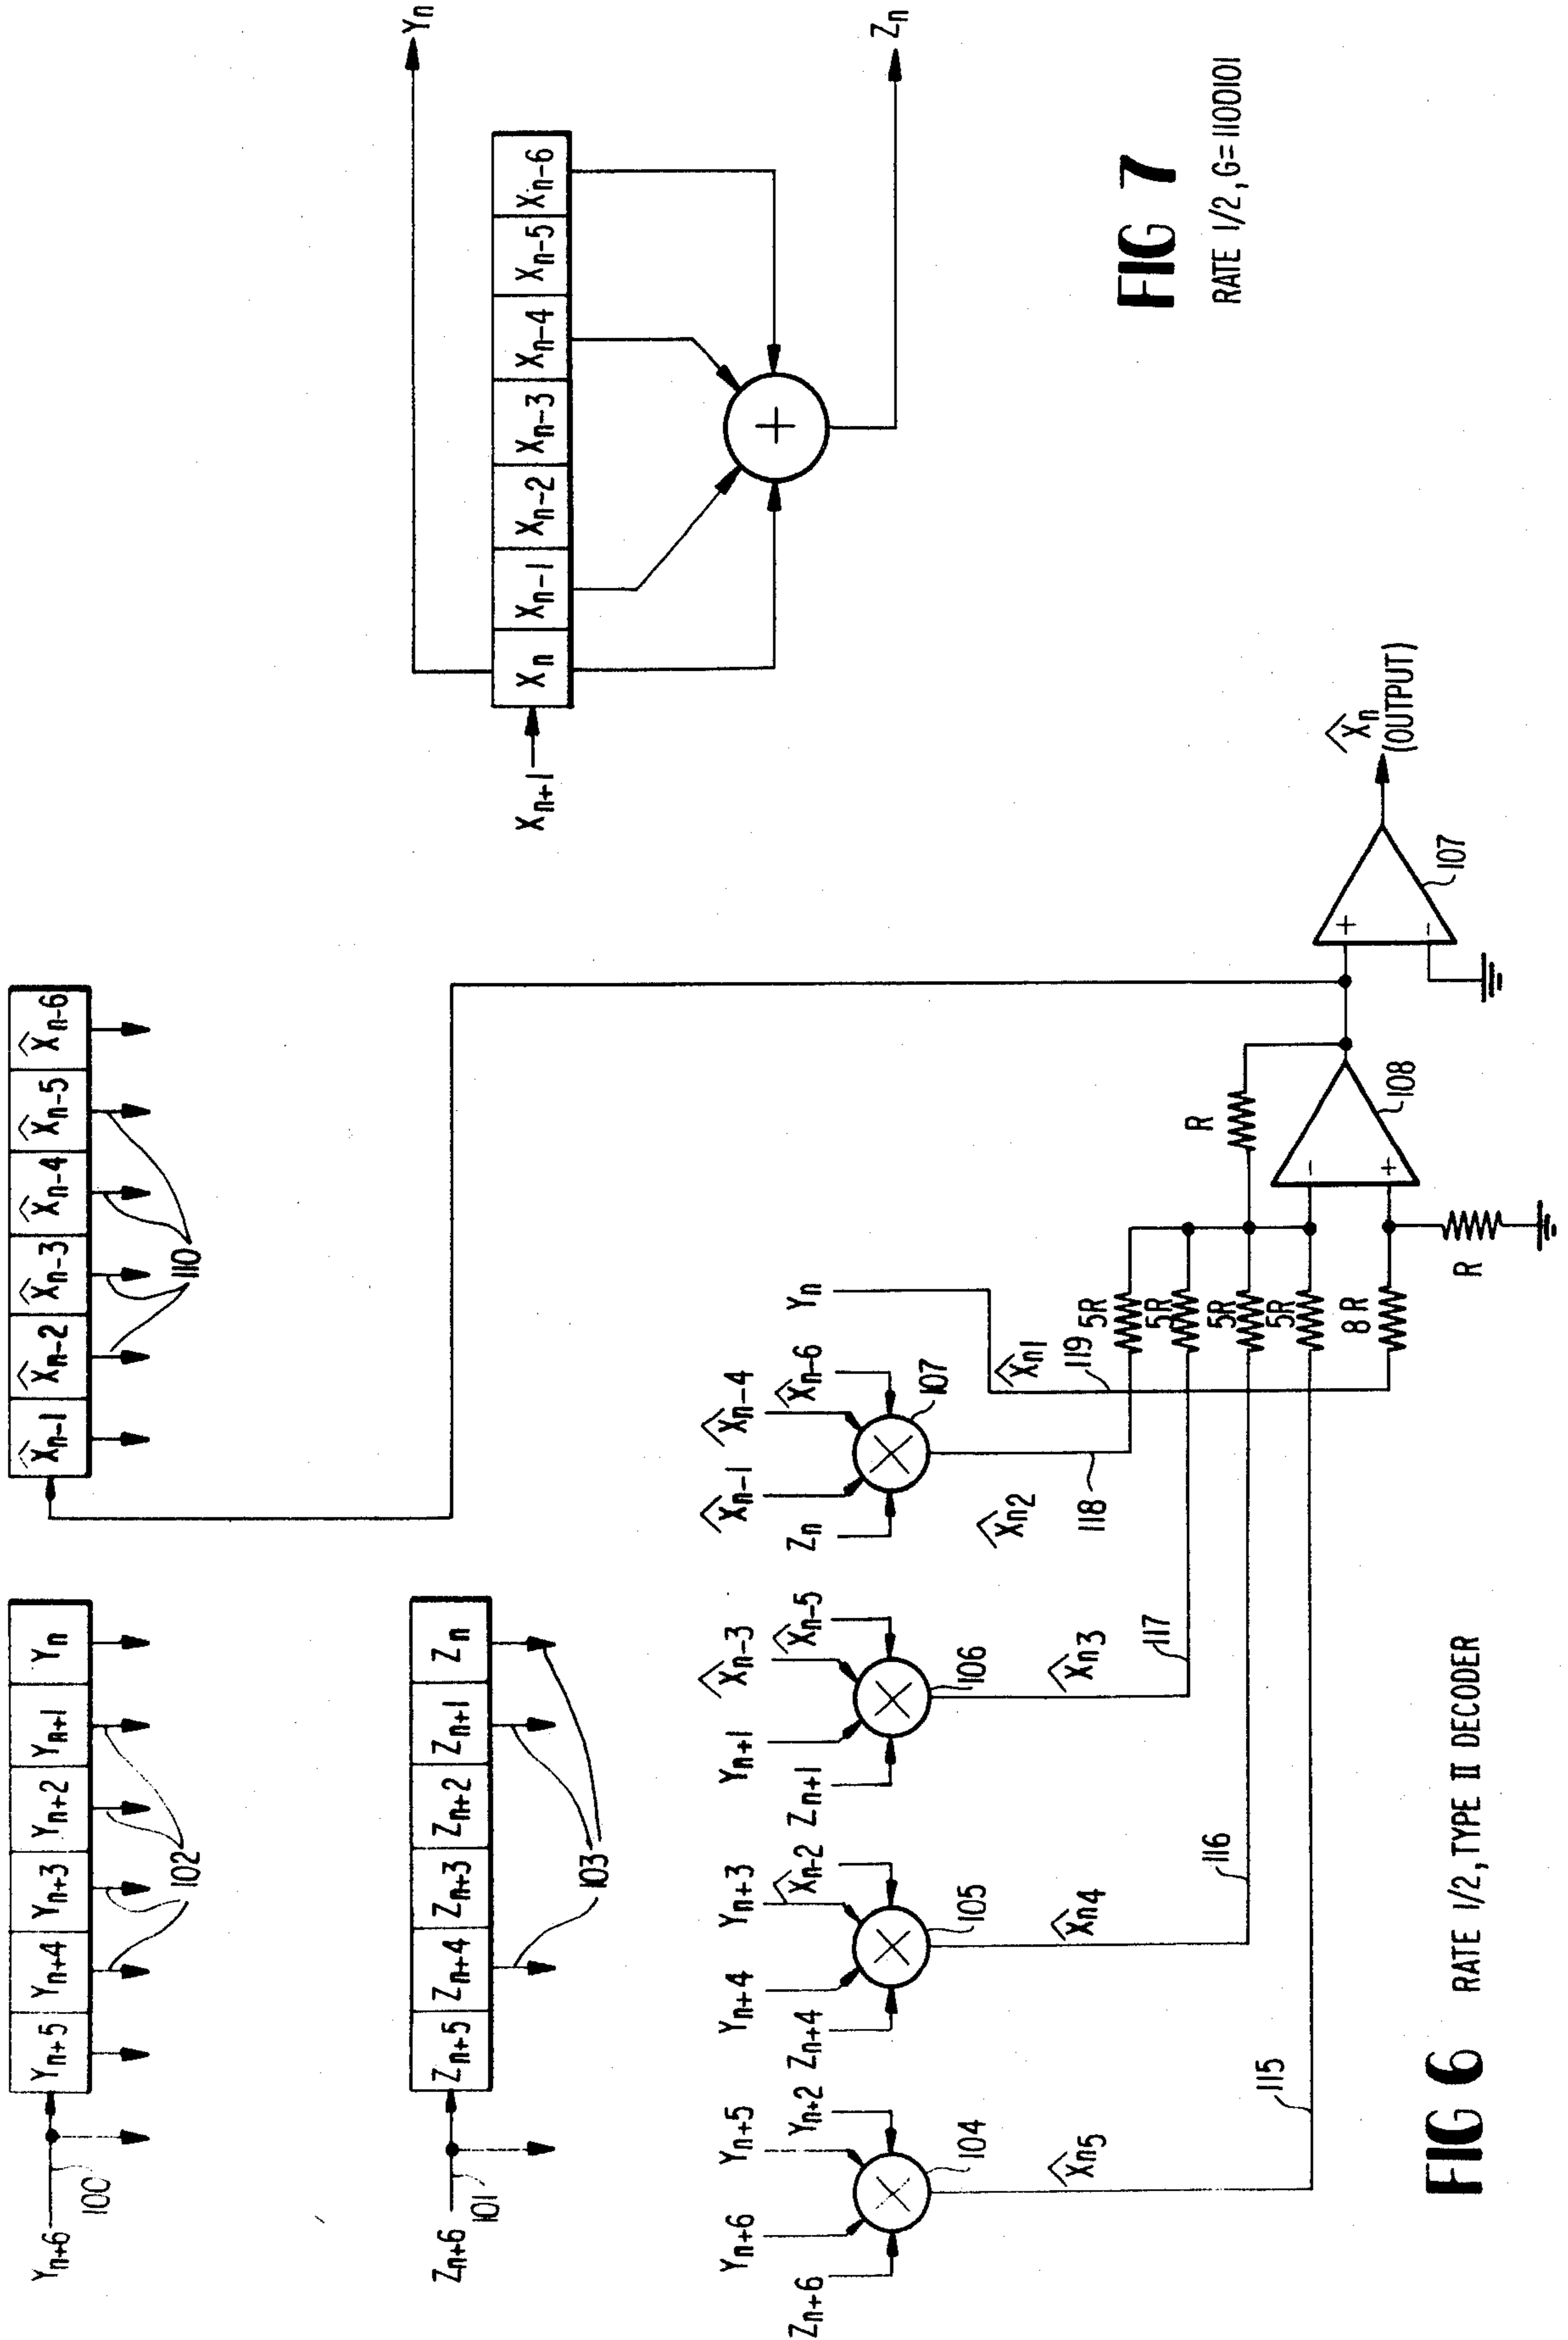 Yn+6
100
Yn+5 Yn+4 Yn+3 Yn+2 Yn+1 Yn
102
X̂n-1 X̂n-2 X̂n-3 X̂n-4 X̂n-5 X̂n-6
110
Zn+6
101
Zn+5 Zn+4 Zn+3 Zn+2 Zn+1 Zn
103
Zn+6 Yn+6 Yn+5 Yn+2
104
X̂n5
115
Zn+4 Yn+4 Yn+3 X̂n-2
105
X̂n4
116
Zn+1 Yn+1 X̂n-3 X̂n-5
106
X̂n3
117
Zn X̂n-1 X̂n-4 X̂n-6
107
X̂n2
118
Yn
X̂n1
119
5R
5R
5R
5R
8R
R
R
- +
108
+ -
107
X̂n
(OUTPUT)
FIG 6 RATE 1/2, TYPE II DECODER
Xn+1
Xn Xn-1 Xn-2 Xn-3 Xn-4 Xn-5 Xn-6
+
Yn
Zn
FIG 7
RATE 1/2, G=1100101